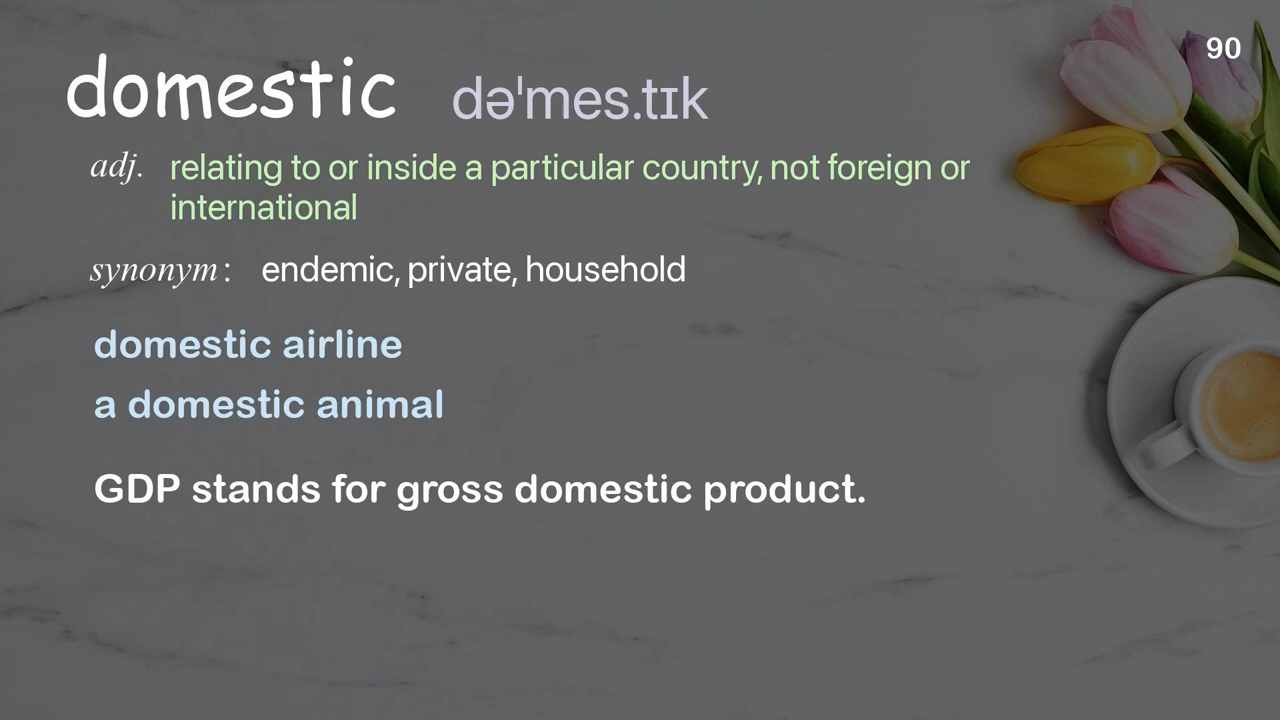 90
domestic dəˈmes.tɪk
adj. relating to or inside a particular country, not foreign or
international
synonym: endemic, private, household
domestic airline
a domestic animal
GDP stands for gross domestic product.